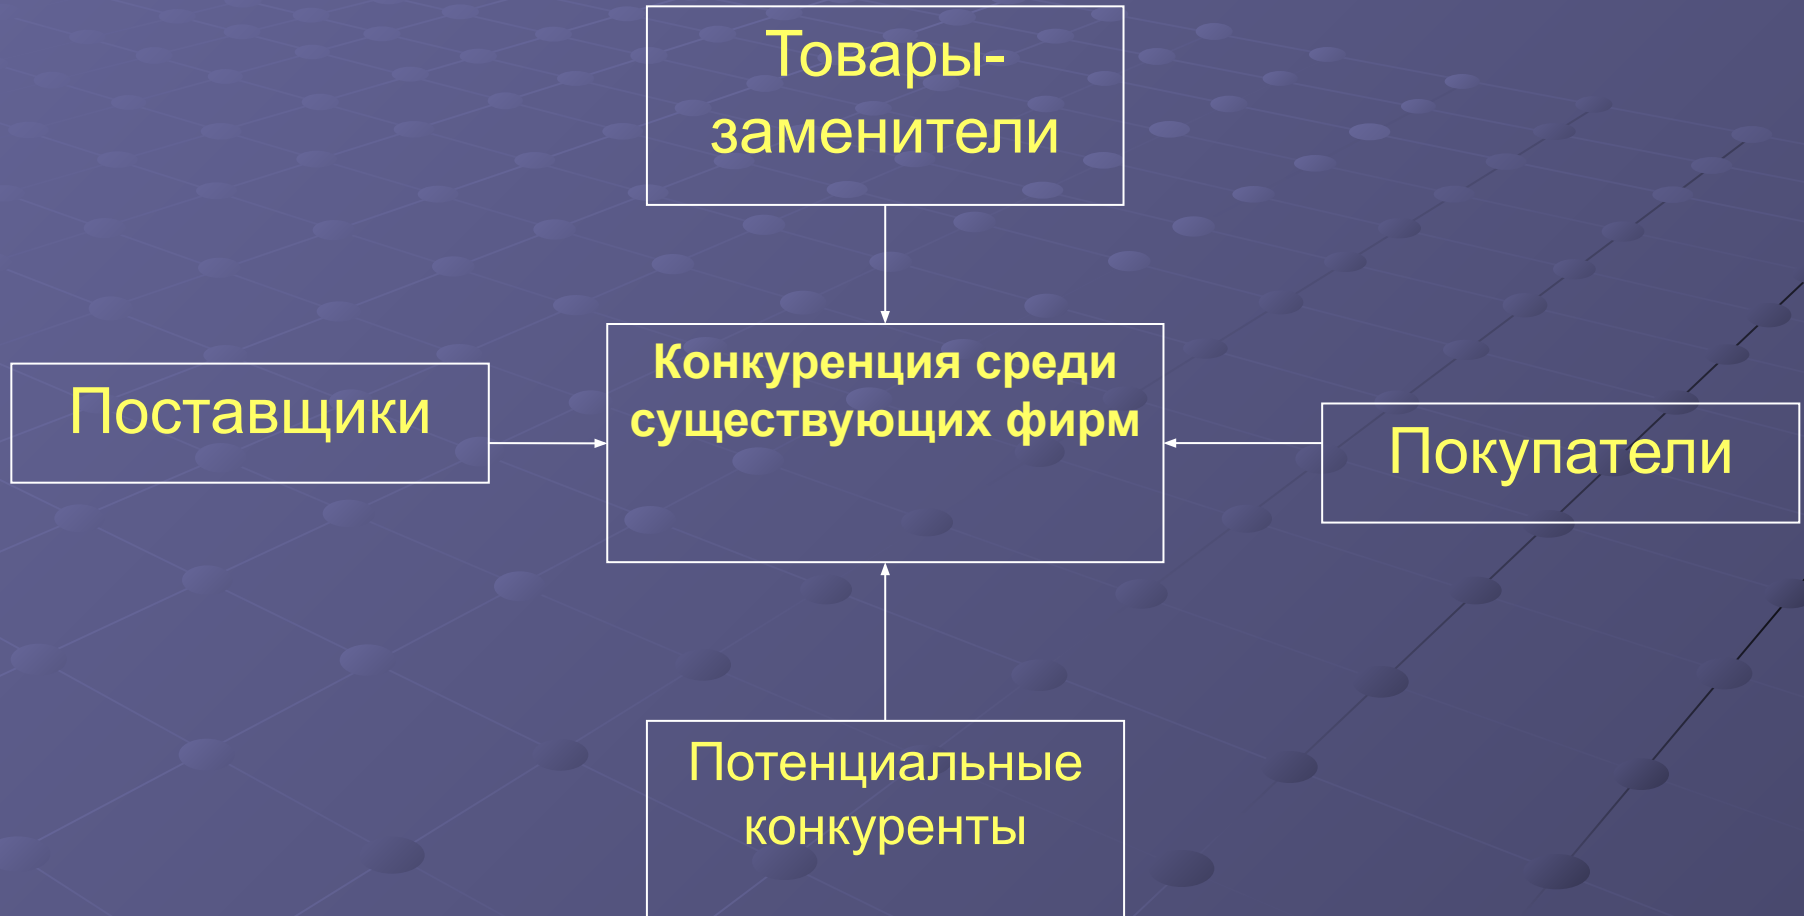 Товары-
заменители
Конкуренция среди
существующих фирм
Поставщики
Покупатели
Потенциальные
конкуренты